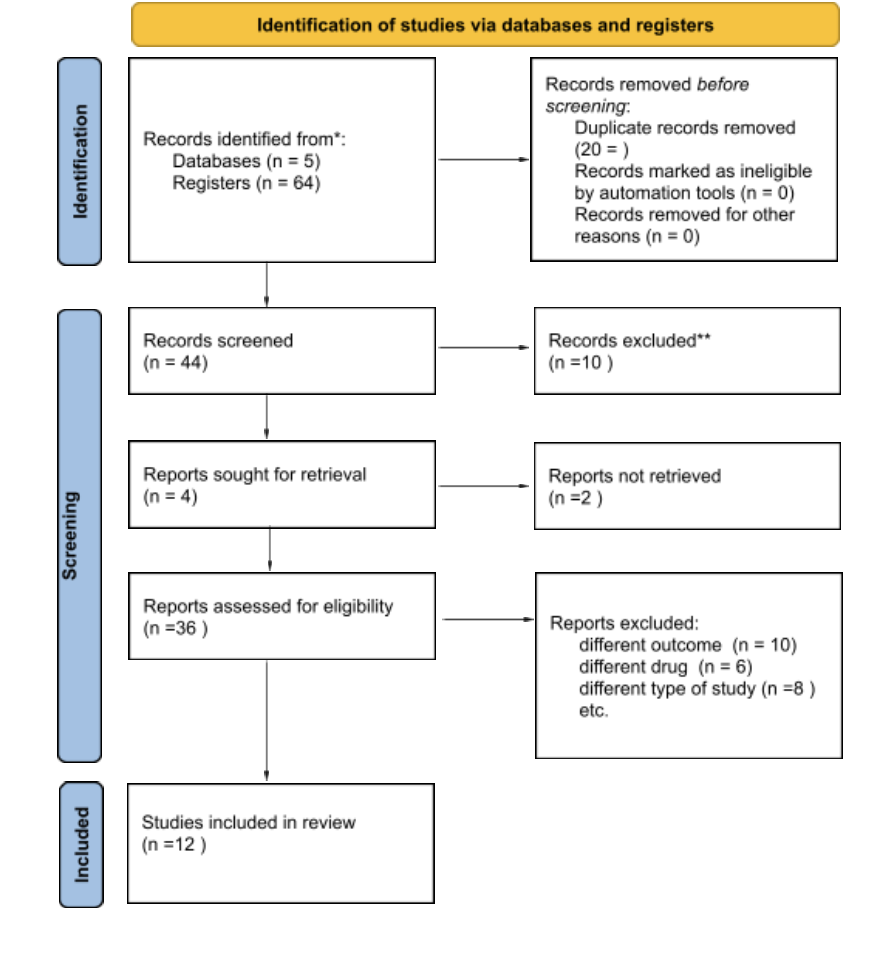 Identification of studies via databases and registers
Identification
Records identified from*:
Databases (n = 5)
Registers (n = 64)
Records removed before
screening:
Duplicate records removed
(20 = )
Records marked as ineligible
by automation tools (n = 0)
Records removed for other
reasons (n = 0)
Screening
Records screened
(n = 44)
Records excluded**
(n =10 )
Reports sought for retrieval
(n = 4)
Reports not retrieved
(n =2 )
Reports assessed for eligibility
(n =36 )
Reports excluded:
different outcome (n = 10)
different drug (n = 6)
different type of study (n =8 )
etc.
Included
Studies included in review
(n =12 )